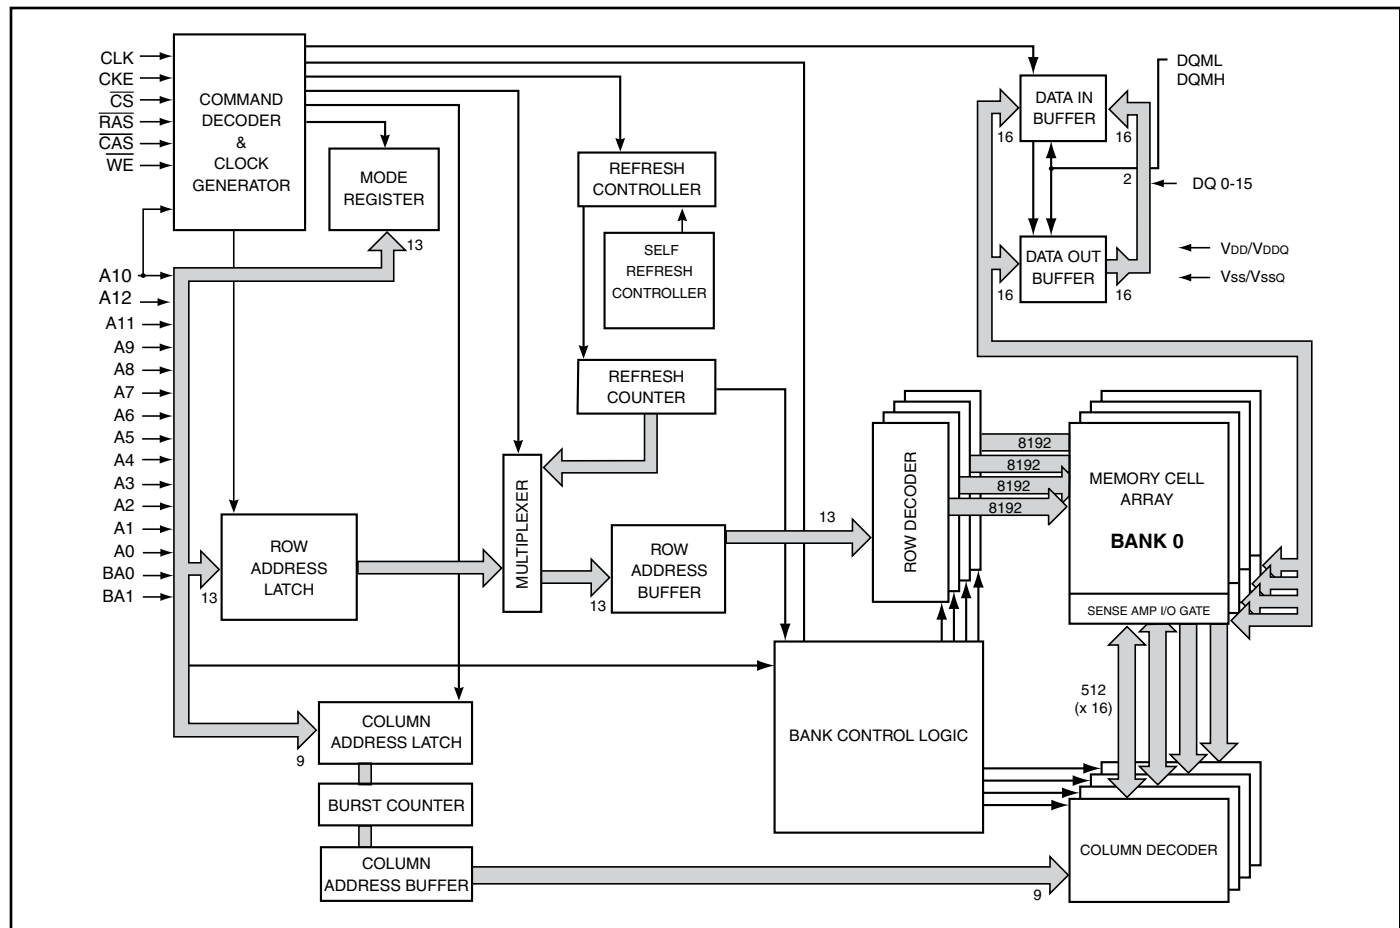 CLK
CKE
CS
RAS
CAS
WE
A10
A12
A11
A9
A8
A7
A6
A5
A4
A3
A2
A1
A0
BA0
BA1
COMMAND
DECODER
&
CLOCK
GENERATOR
MODE
REGISTER
13
REFRESH
CONTROLLER
SELF
REFRESH
CONTROLLER
REFRESH
COUNTER
DATA IN
BUFFER
16
16
DQML
DQMH
2
DQ 0-15
DATA OUT
BUFFER
16
16
VDD/VDDQ
Vss/VssQ
13
ROW
ADDRESS
LATCH
MULTIPLEXER
13
ROW
ADDRESS
BUFFER
13
ROW DECODER
8192
8192
8192
8192
MEMORY CELL
ARRAY
BANK 0
SENSE AMP I/O GATE
512
(x 16)
BANK CONTROL LOGIC
9
COLUMN
ADDRESS LATCH
BURST COUNTER
COLUMN
ADDRESS BUFFER
9
COLUMN DECODER